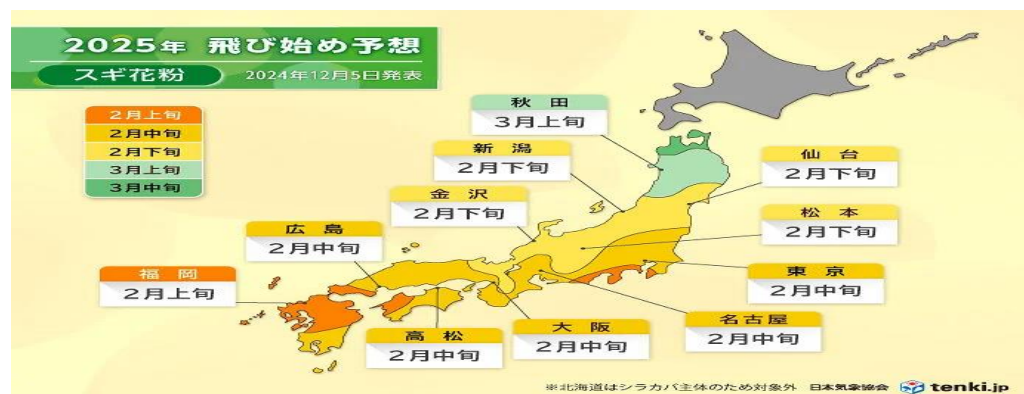 2025年 飛び始め予想
スギ花粉
2024年12月5日発表
2月上旬
2月中旬
2月下旬
3月上旬
3月中旬
秋田
3月上旬
新潟
2月下旬
仙台
2月下旬
金沢
2月下旬
松本
2月下旬
広島
2月中旬
福岡
2月上旬
東京
2月中旬
名古屋
2月中旬
大阪
2月中旬
高松
2月中旬
※北海道はシラカバ主体のため対象外 日本気象協会 tenki.jp